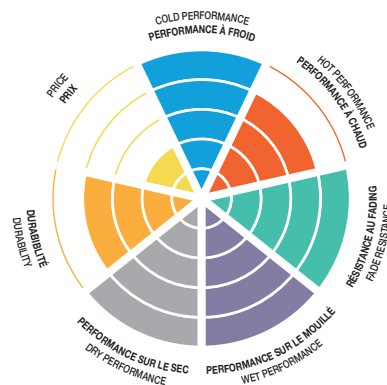 COLD PERFORMANCE
PERFORMANCE À FROID
HOT PERFORMANCE
PERFORMANCE À CHAUD
RÉSISTANCE AU FADING
FADE RESISTANCE
PERFORMANCE SUR LE MOUILLÉ
WET PERFORMANCE
PERFORMANCE SUR LE SEC
DRY PERFORMANCE
DURABIBLITÉ
DURABILITY
PRICE
PRIX